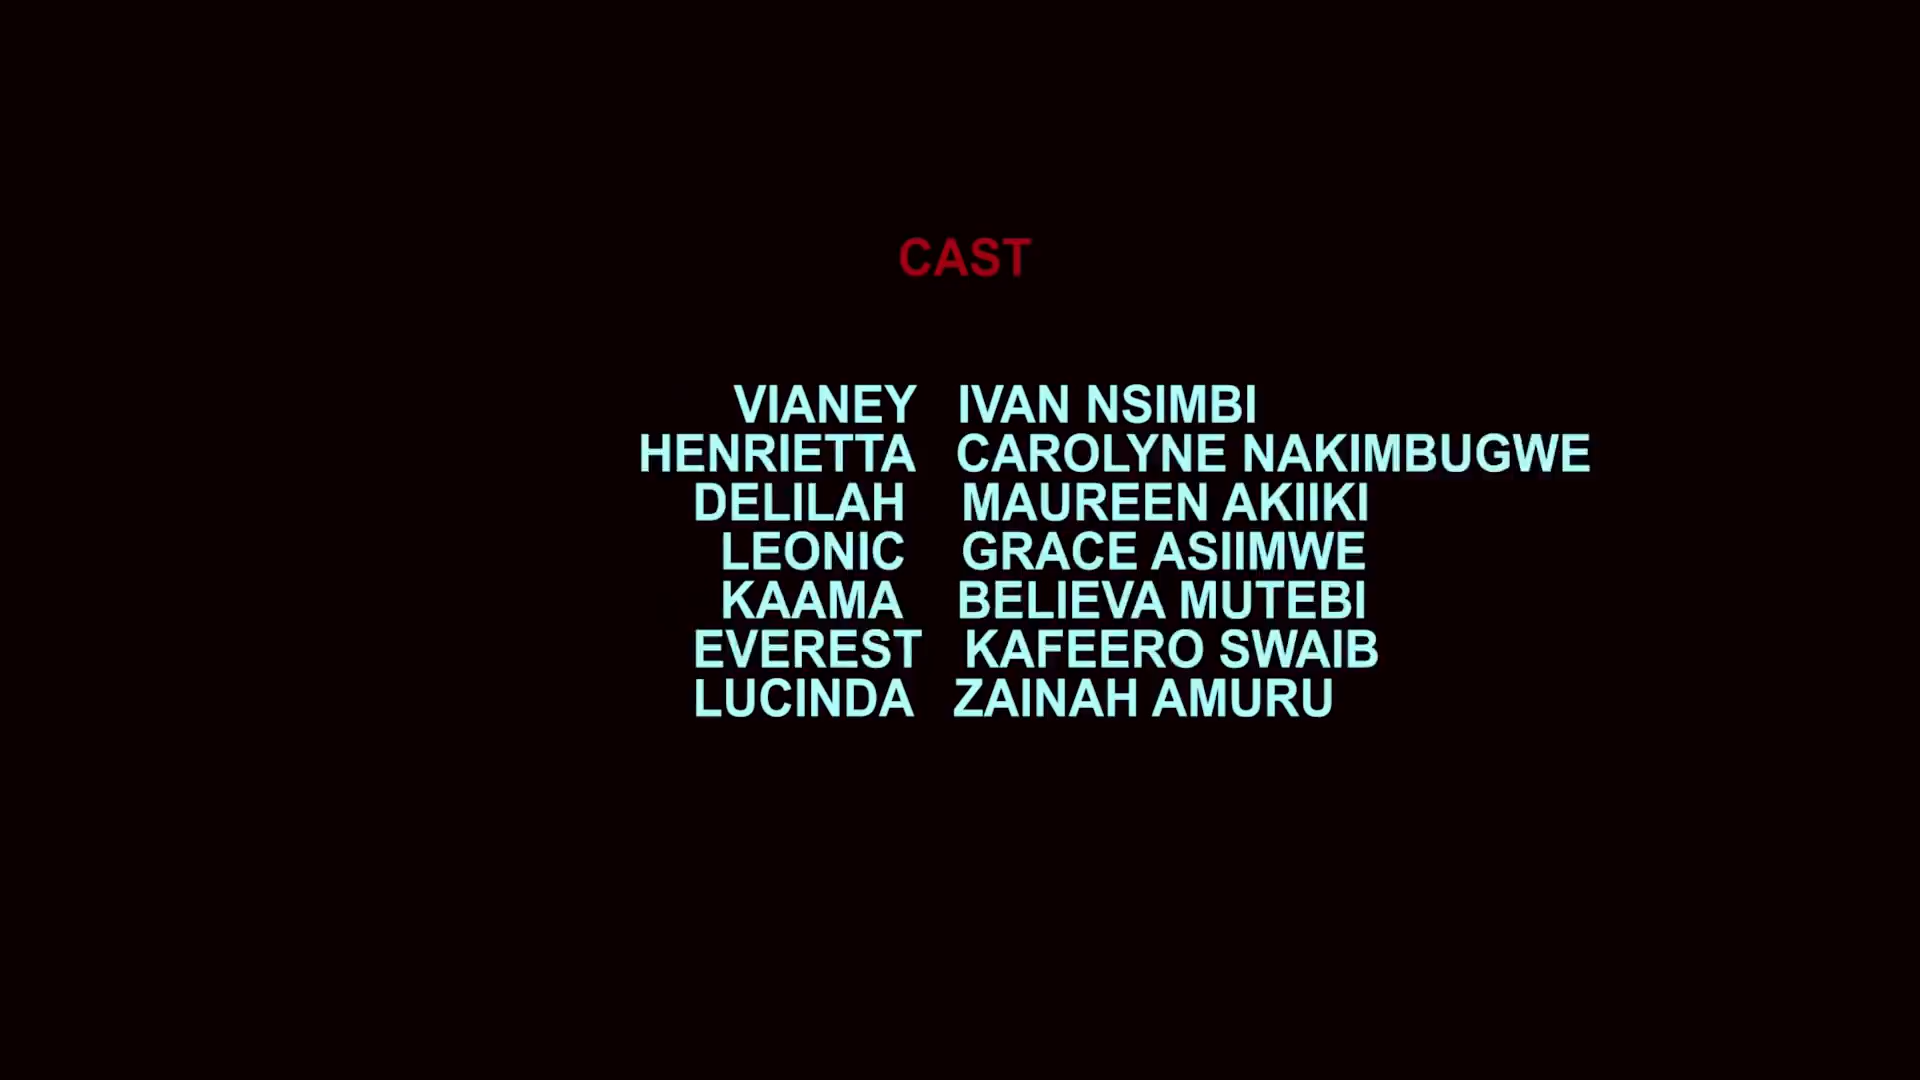 CAST
VIANEY IVAN NSIMBI
HENRIETTA CAROLYNE NAKIMBUGWE
DELILAH MAUREEN AKIIKI
LEONIC GRACE ASIIMWE
KAAMA BELIEVA MUTEBI
EVEREST KAFEERO SWAIB
LUCINDA ZAINAH AMURU